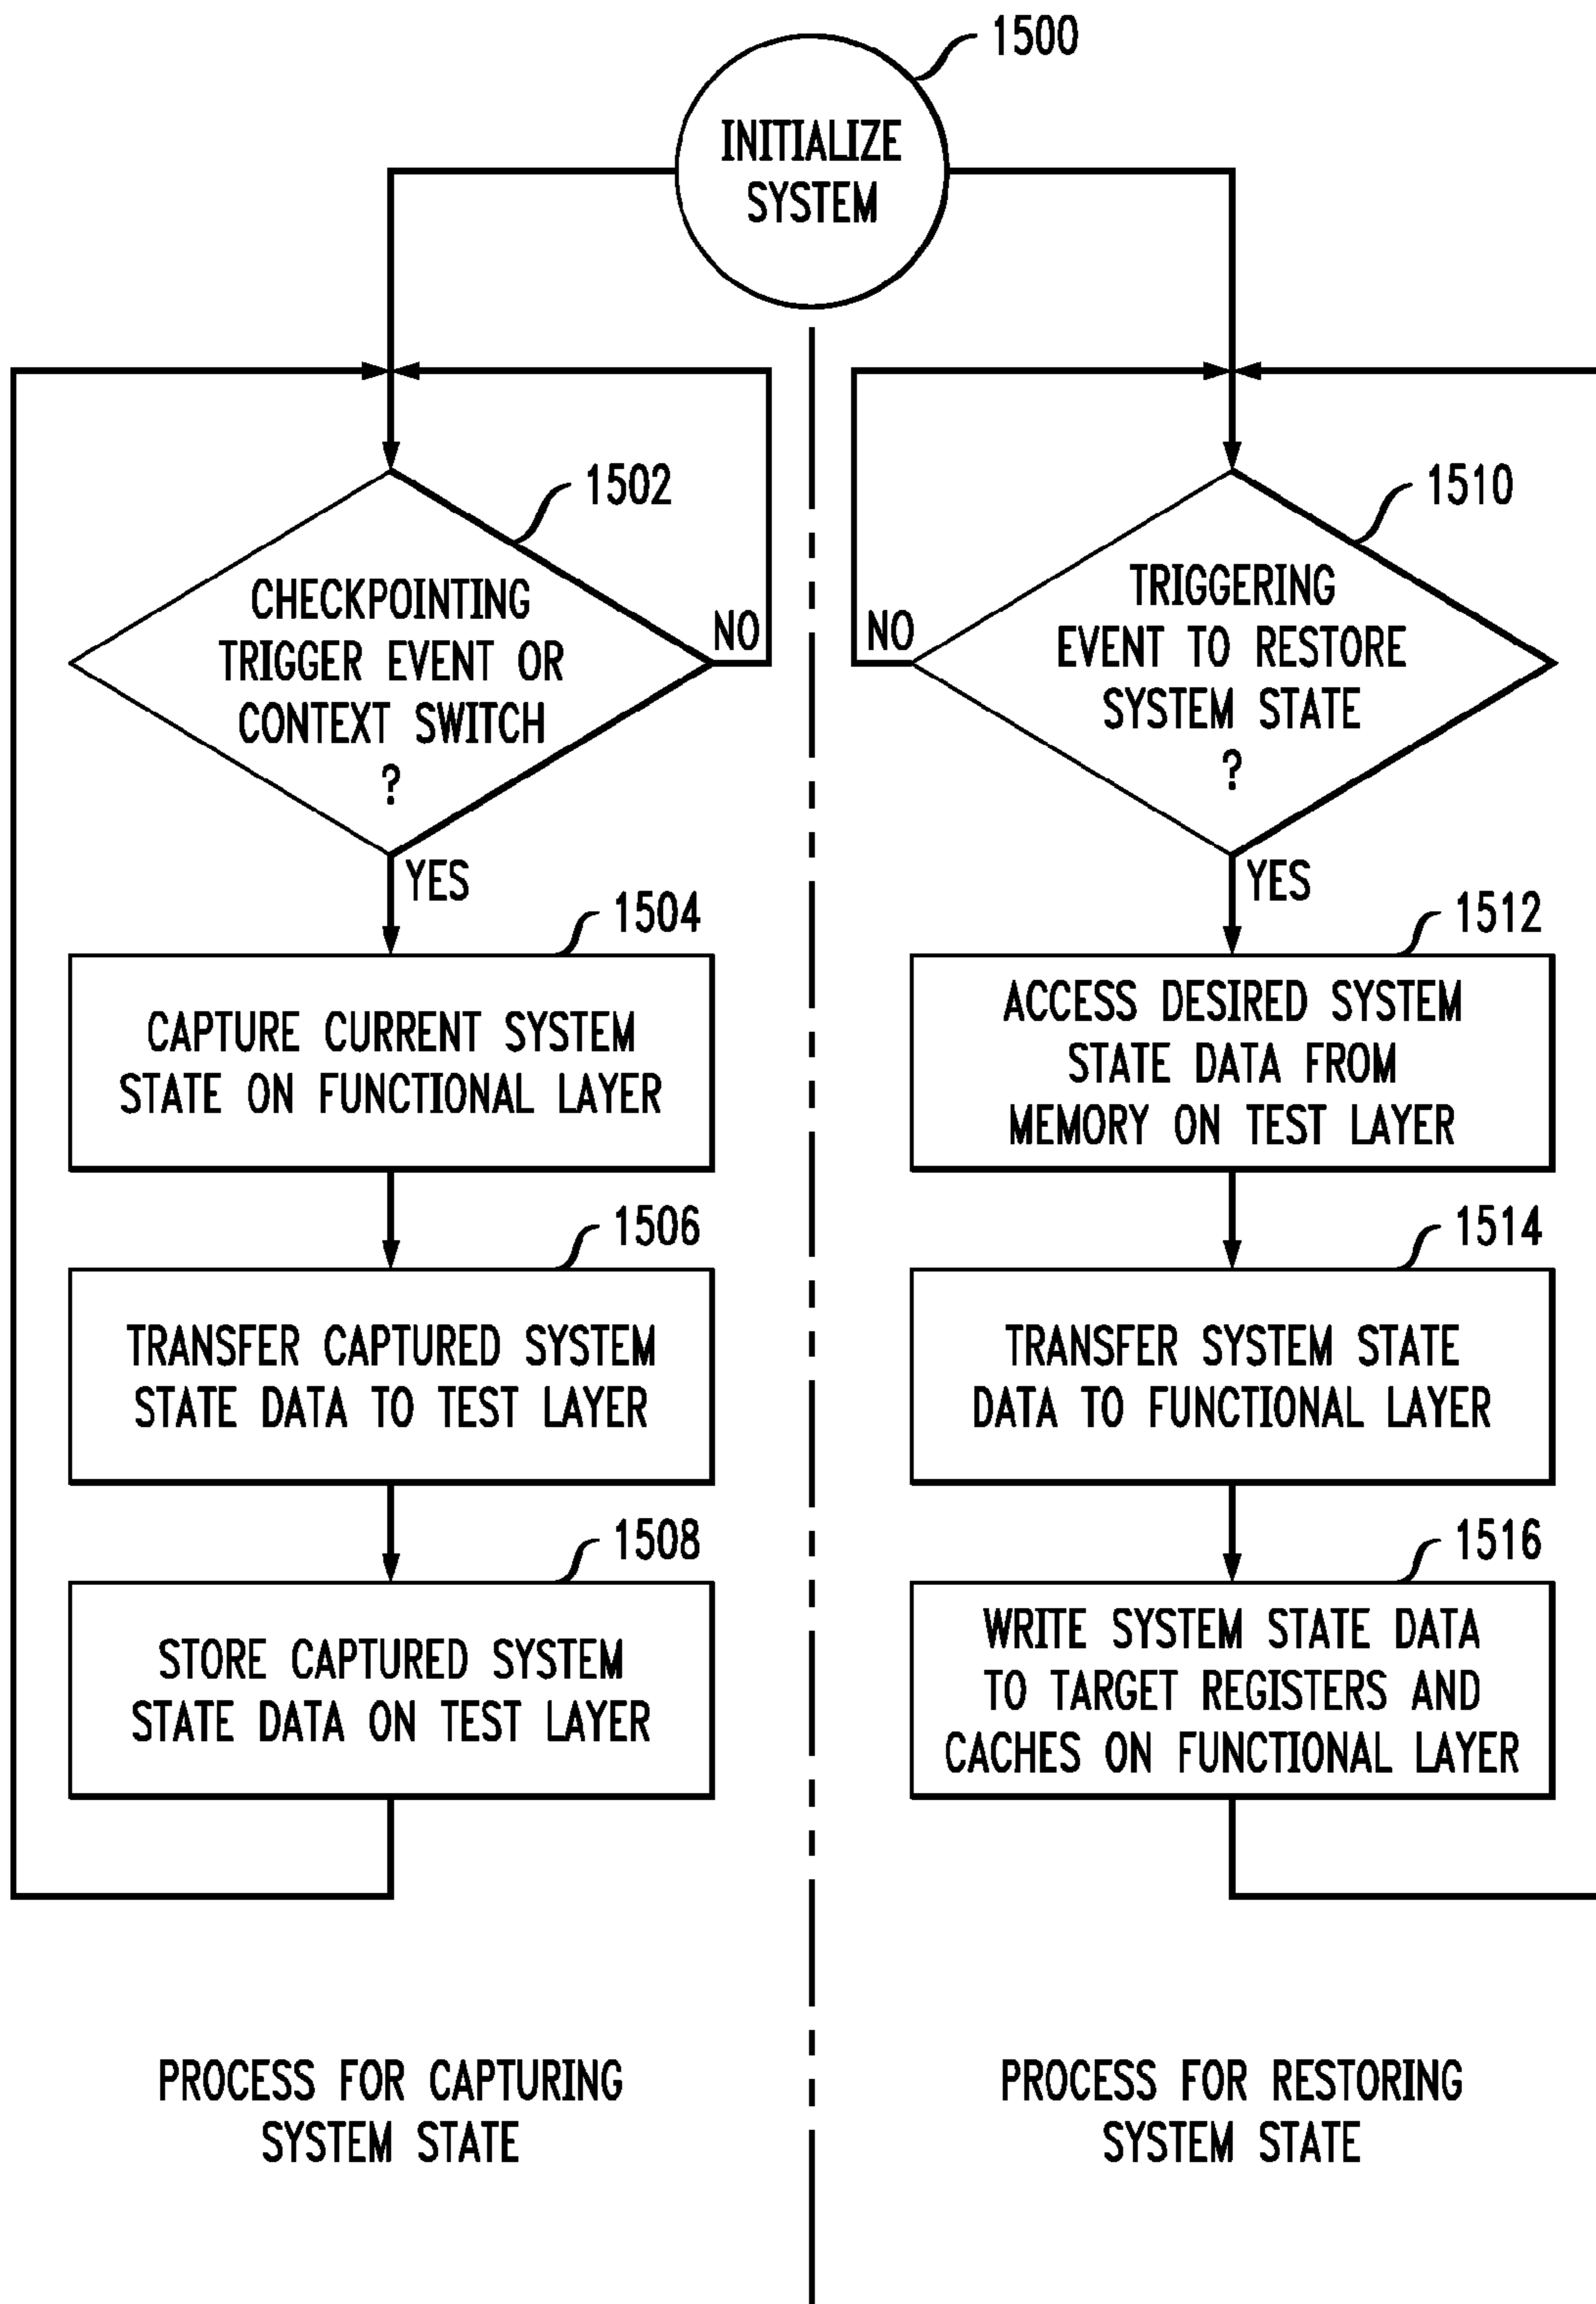 1500
INITIALIZE
SYSTEM
1502
CHECKPOINTING
TRIGGER EVENT OR
CONTEXT SWITCH
?
NO
YES
1504
CAPTURE CURRENT SYSTEM
STATE ON FUNCTIONAL LAYER
1506
TRANSFER CAPTURED SYSTEM
STATE DATA TO TEST LAYER
1508
STORE CAPTURED SYSTEM
STATE DATA ON TEST LAYER
PROCESS FOR CAPTURING
SYSTEM STATE
1510
TRIGGERING
EVENT TO RESTORE
SYSTEM STATE
?
NO
YES
1512
ACCESS DESIRED SYSTEM
STATE DATA FROM
MEMORY ON TEST LAYER
1514
TRANSFER SYSTEM STATE
DATA TO FUNCTIONAL LAYER
1516
WRITE SYSTEM STATE DATA
TO TARGET REGISTERS AND
CACHES ON FUNCTIONAL LAYER
PROCESS FOR RESTORING
SYSTEM STATE